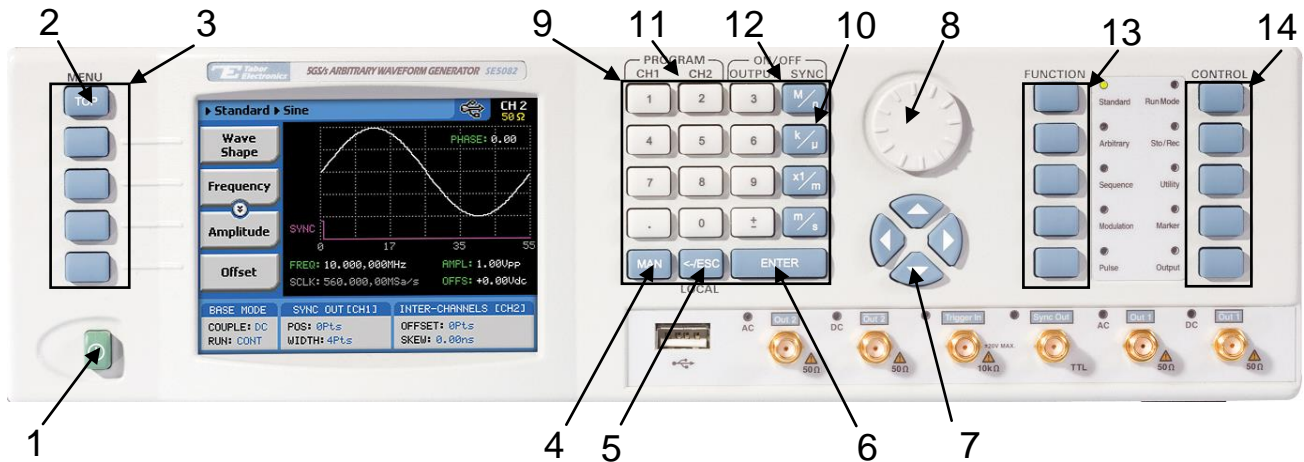 2 3 9 11 12 10 8 13 14
MENU
TOP
Tabor Electronics 5GS/s ARBITRARY WAVEFORM GENERATOR SE5082
▸ Standard ▸ Sine
CH 2
50 Ω
Wave
Shape
Frequency
Amplitude
Offset
PHASE: 0.00
SYNC
0 17 35 55
FREQ: 10.000,000MHz AMPL: 1.00Vpp
SCLK: 560.000,00MSa/s OFFS: +0.00Vdc
BASE MODE SYNC OUT [CH1] INTER-CHANNELS [CH2]
COUPLE: DC POS: 0Pts OFFSET: 0Pts
RUN: CONT WIDTH: 4Pts SKEW: 0.00ns
PROGRAM ON/OFF
CH1 CH2 OUTPUT SYNC
1 2 3 M/n
4 5 6 k/µ
7 8 9 x1/m
. 0 ± m/s
MAN <-/ESC ENTER
LOCAL
FUNCTION CONTROL
Standard Run Mode
Arbitrary Sto/Rec
Sequence Utility
Modulation Marker
Pulse Output
AC Out 2 DC Out 2 Trigger In Sync Out AC Out 1 DC Out 1
±20V MAX.
50Ω 50Ω 10kΩ TTL 50Ω 50Ω
1 4 5 6 7